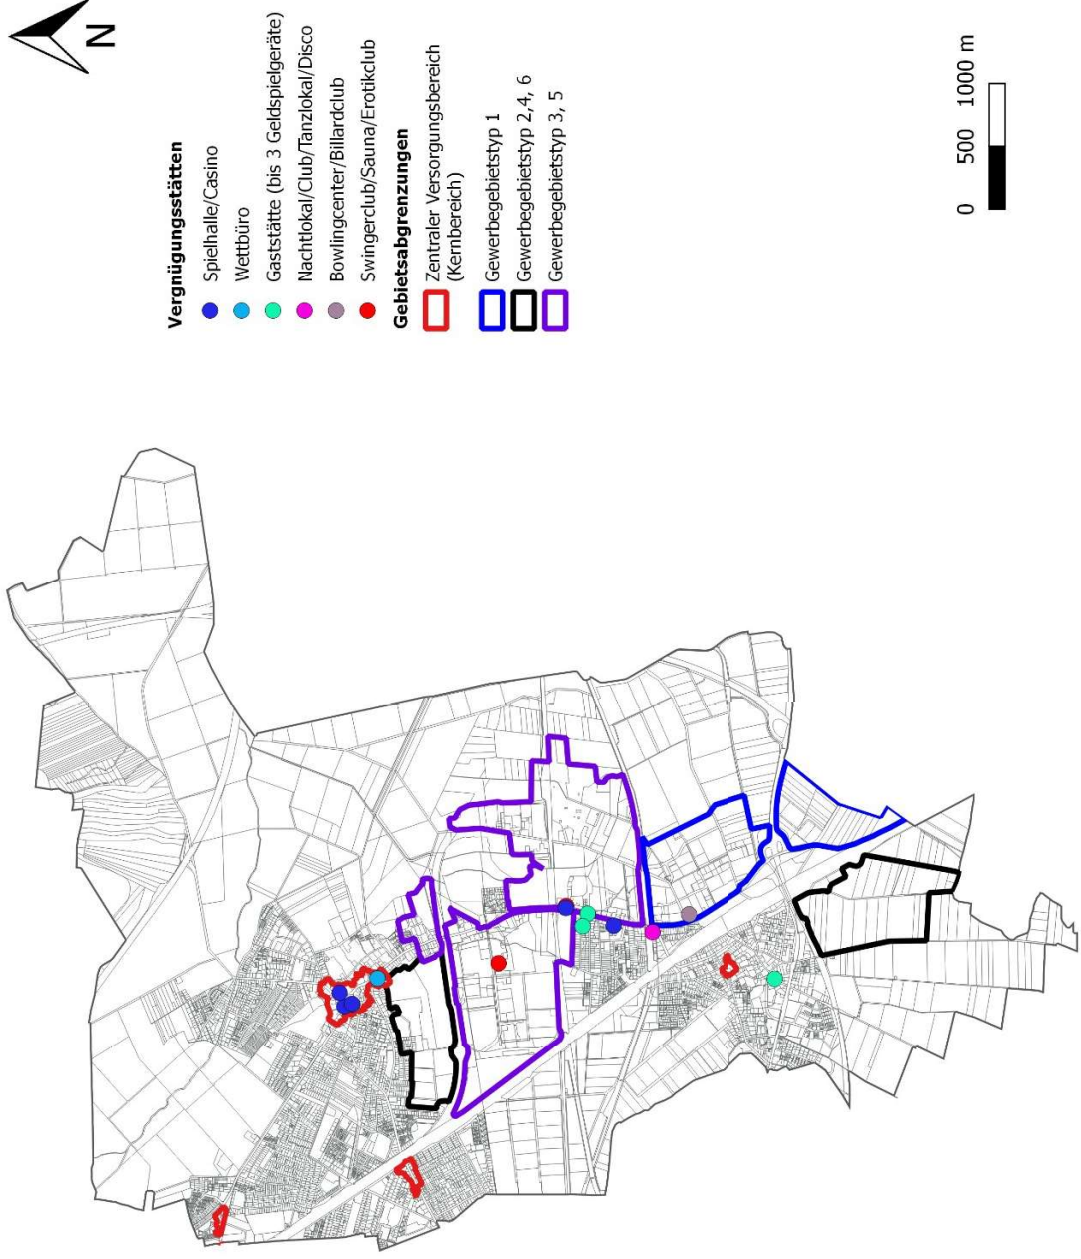 N
Vergnügungsstätten
Spielhalle/Casino
Wettbüro
Gaststätte (bis 3 Geldspielgeräte)
Nachtlokal/Club/Tanzlokal/Disco
Bowlingcenter/Billardclub
Swingerclub/Sauna/Erotikclub
Gebietsabgrenzungen
Zentraler Versorgungsbereich
(Kernbereich)
Gewerbegebietstyp 1
Gewerbegebietstyp 2,4, 6
Gewerbegebietstyp 3, 5
0 500 1000 m